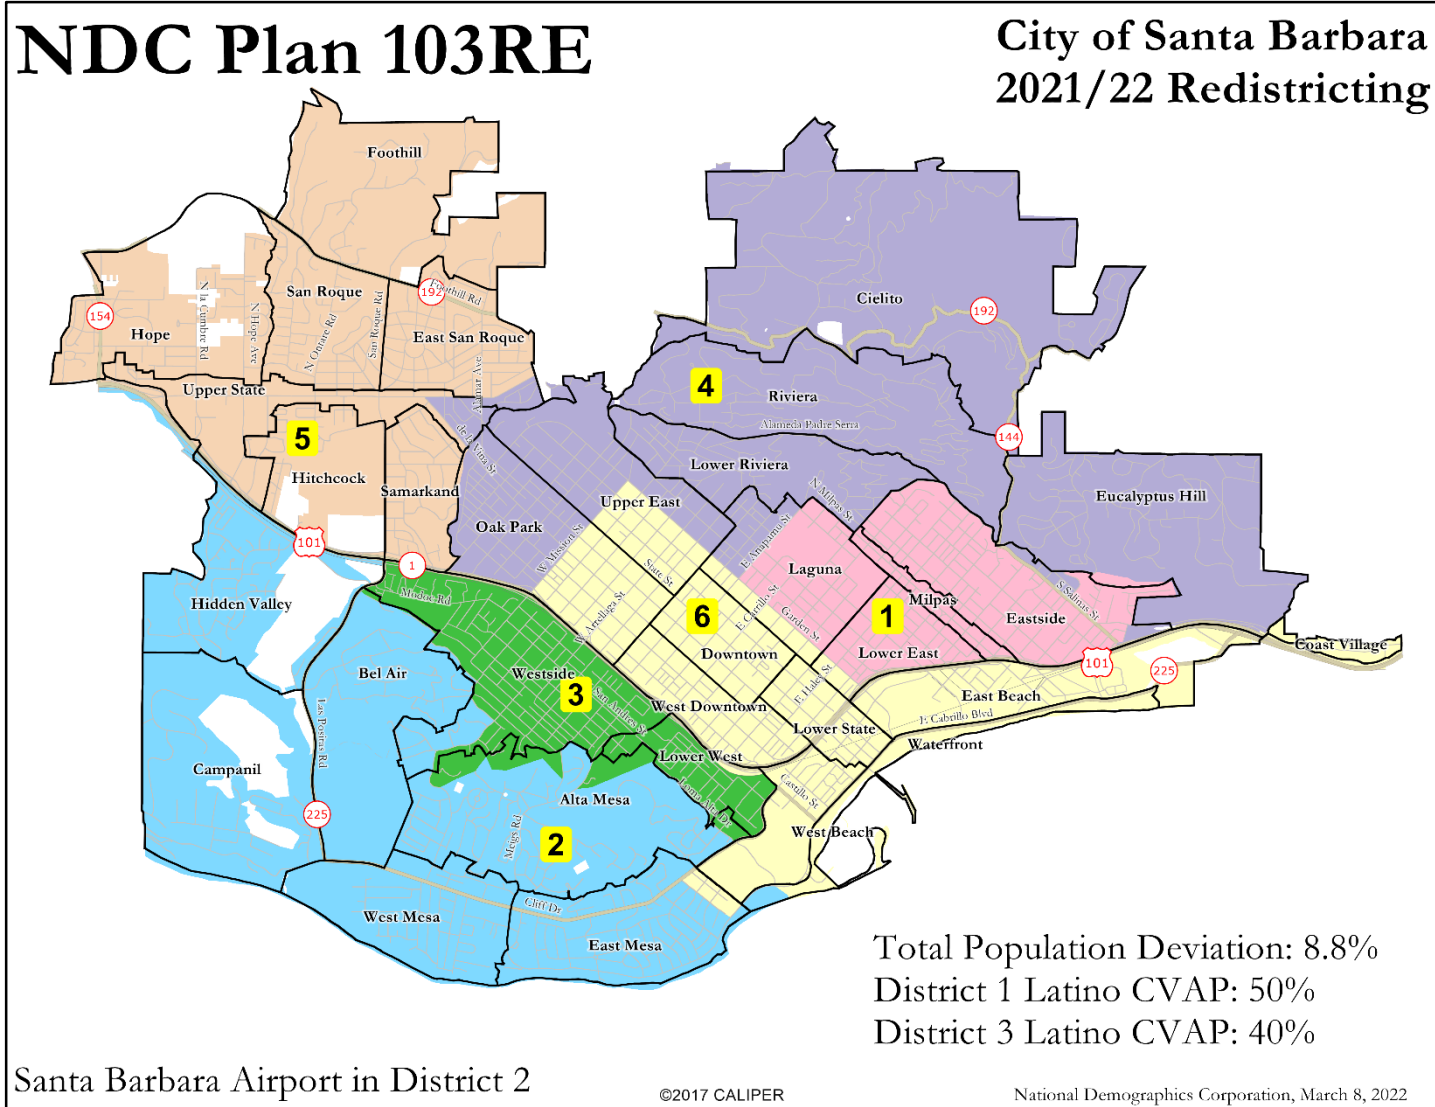 NDC Plan 103RE
City of Santa Barbara
2021/22 Redistricting
Foothill
San Roque
192
Foothill Rd
Cielito
192
154
Hope
N la Cumbre Rd
N Hope Ave
N Ontare Rd
San Roque Rd
East San Roque
Upper State
4
Riviera
Alameda Padre Serra
5
de la Vina St
144
Hitchcock
Samarkand
Lower Riviera
N Milpas St
Eucalyptus Hill
Upper East
Oak Park
W Mission St
E Anapamu St
101
1
State St
Laguna
Modoc Rd
Hidden Valley
W Arrellaga St
E Carrillo St
Garden St
6
1
Milpas
Eastside
S Salinas St
Downtown
Lower East
Coast Village
101
225
Bel Air
Westside
3
San Andres St
West Downtown
E Haley St
East Beach
E Cabrillo Blvd
Las Positas Rd
Lower State
Waterfront
Campanil
Lower West
Loma Alta Dr
Castillo St
225
Alta Mesa
Meigs Rd
2
West Beach
Cliff Dr
West Mesa
East Mesa
Total Population Deviation: 8.8%
District 1 Latino CVAP: 50%
District 3 Latino CVAP: 40%
Santa Barbara Airport in District 2
©2017 CALIPER
National Demographics Corporation, March 8, 2022